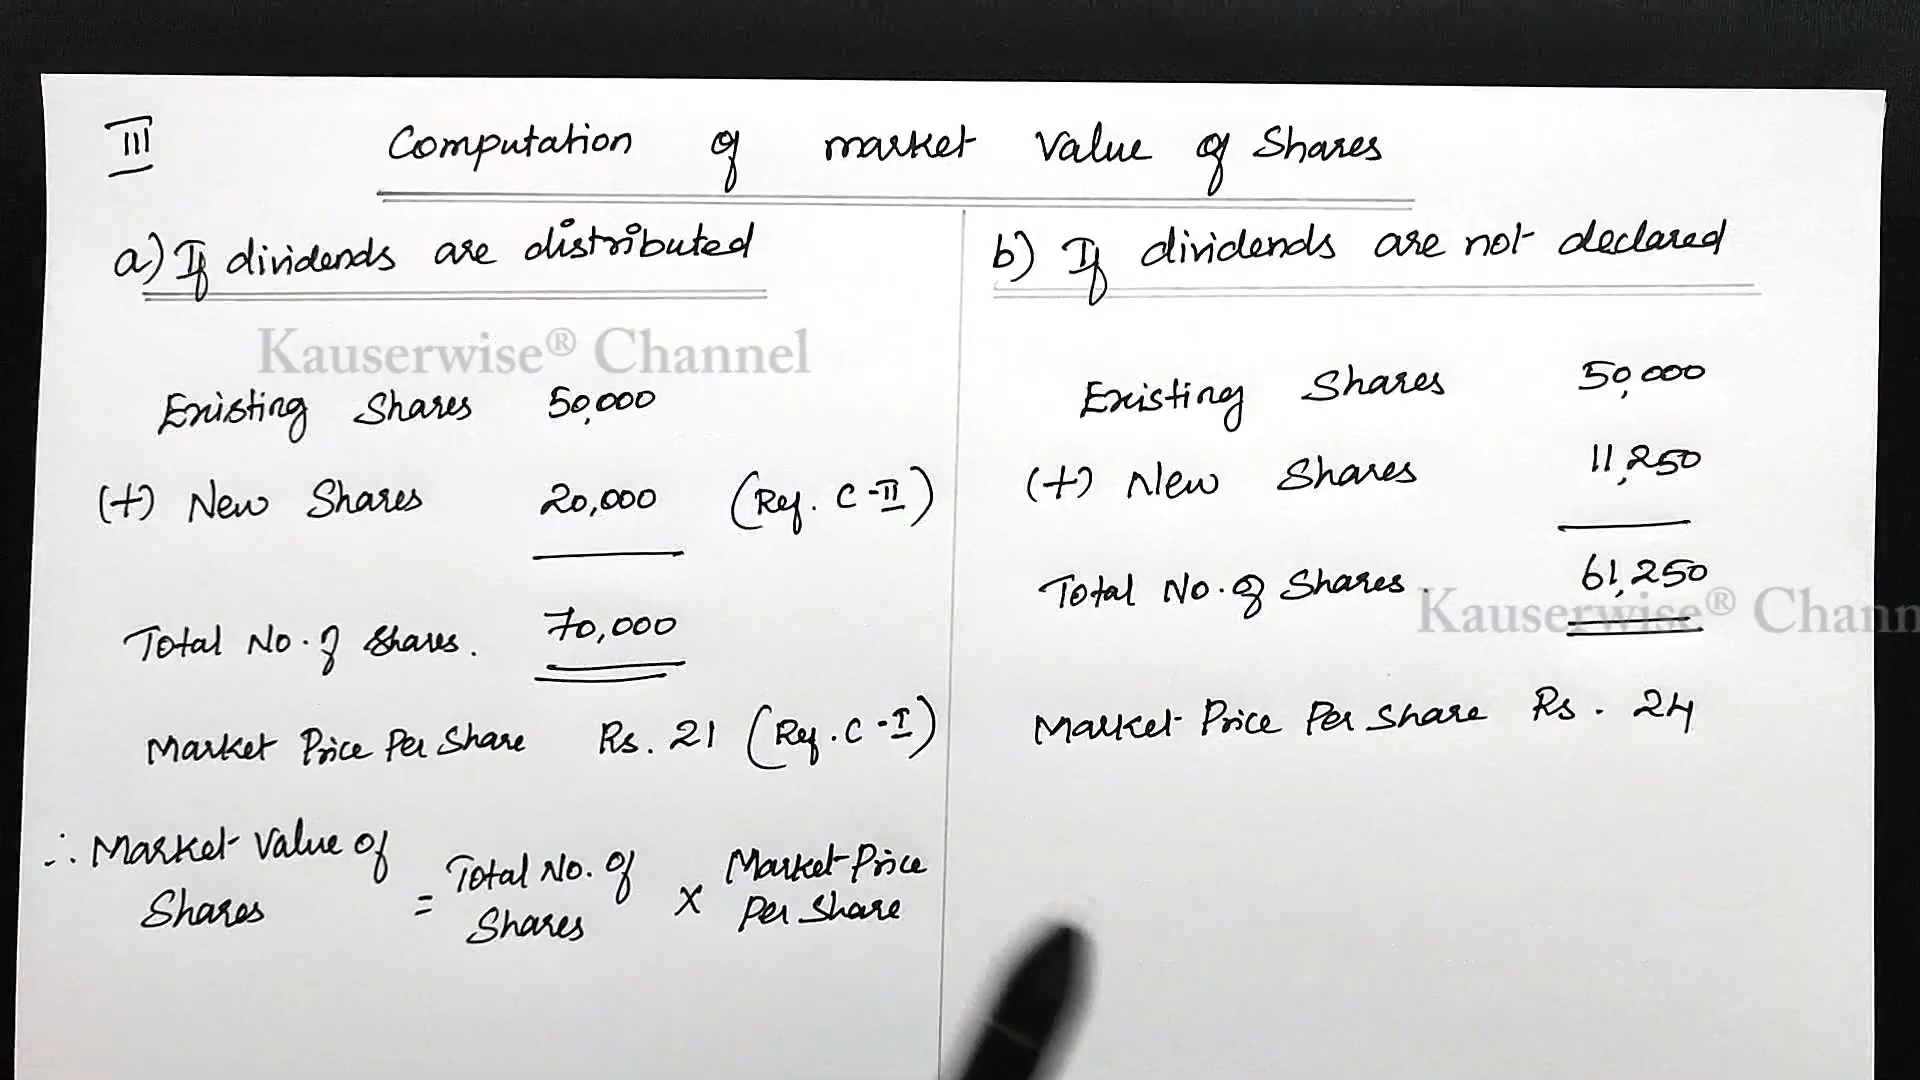 III
Computation of market value of Shares
a) If dividends are distributed
Kauserwise® Channel
Existing Shares 50,000
(+) New Shares 20,000 (Ref. C-II)
Total No. of Shares. 70,000
Market Price Per Share Rs. 21 (Ref. C-I)
∴ Market Value of Shares = Total No. of Shares × Market Price Per Share
b) If dividends are not declared
Existing Shares 50,000
(+) New Shares 11,250
Total No. of Shares. 61,250
Kauserwise® Chann
Market Price Per Share Rs. 24